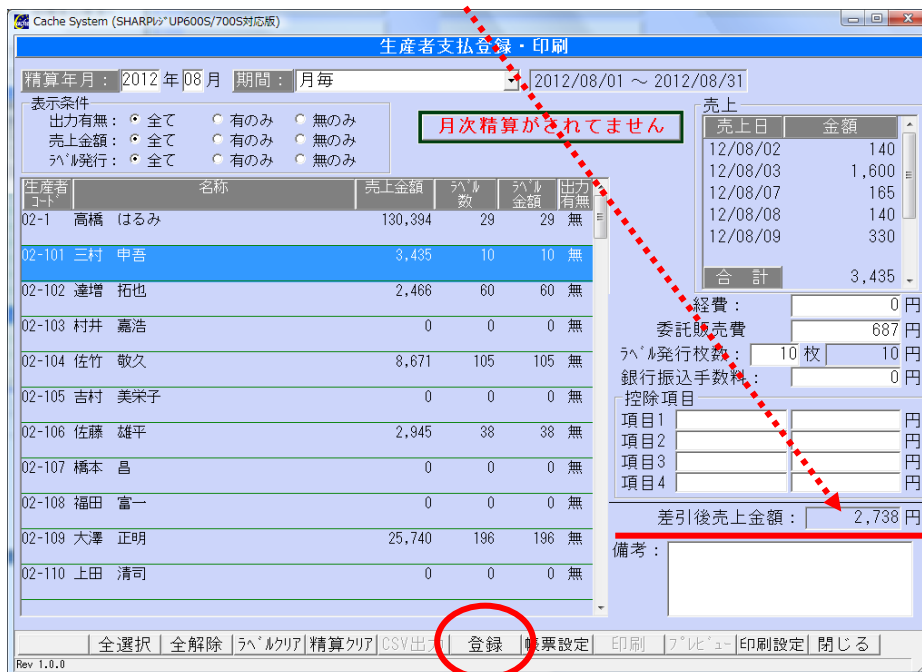 Cache System (SHARPﾚｼﾞUP600S/700S対応版)
生産者支払登録・印刷
精算年月： 2012 年 08 月 期間： 月毎 2012/08/01 ～ 2012/08/31
表示条件
出力有無： 全て 有のみ 無のみ
売上金額： 全て 有のみ 無のみ
ﾗﾍﾞﾙ発行： 全て 有のみ 無のみ
月次精算がされてません
生産者ｺｰﾄﾞ 名称 売上金額 ﾗﾍﾞﾙ数 ﾗﾍﾞﾙ金額 出力有無
02-1 高橋 はるみ 130,394 29 29 無
02-101 三村 申吾 3,435 10 10 無
02-102 達増 拓也 2,466 60 60 無
02-103 村井 嘉浩 0 0 0 無
02-104 佐竹 敬久 8,671 105 105 無
02-105 吉村 美栄子 0 0 0 無
02-106 佐藤 雄平 2,945 38 38 無
02-107 橋本 昌 0 0 0 無
02-108 福田 富一 0 0 0 無
02-109 大澤 正明 25,740 196 196 無
02-110 上田 清司 0 0 0 無
売上
売上日 金額
12/08/02 140
12/08/03 1,600
12/08/07 165
12/08/08 140
12/08/09 330
合計 3,435
経費： 0 円
委託販売費 687 円
ﾗﾍﾞﾙ発行枚数： 10 枚 10 円
銀行振込手数料： 0 円
控除項目
項目1 円
項目2 円
項目3 円
項目4 円
差引後売上金額： 2,738 円
備考：
全選択 全解除 ﾗﾍﾞﾙｸﾘｱ 精算ｸﾘｱ CSV出力 登録 帳票設定 印刷 ﾌﾟﾚﾋﾞｭｰ 印刷設定 閉じる
Rev 1.0.0